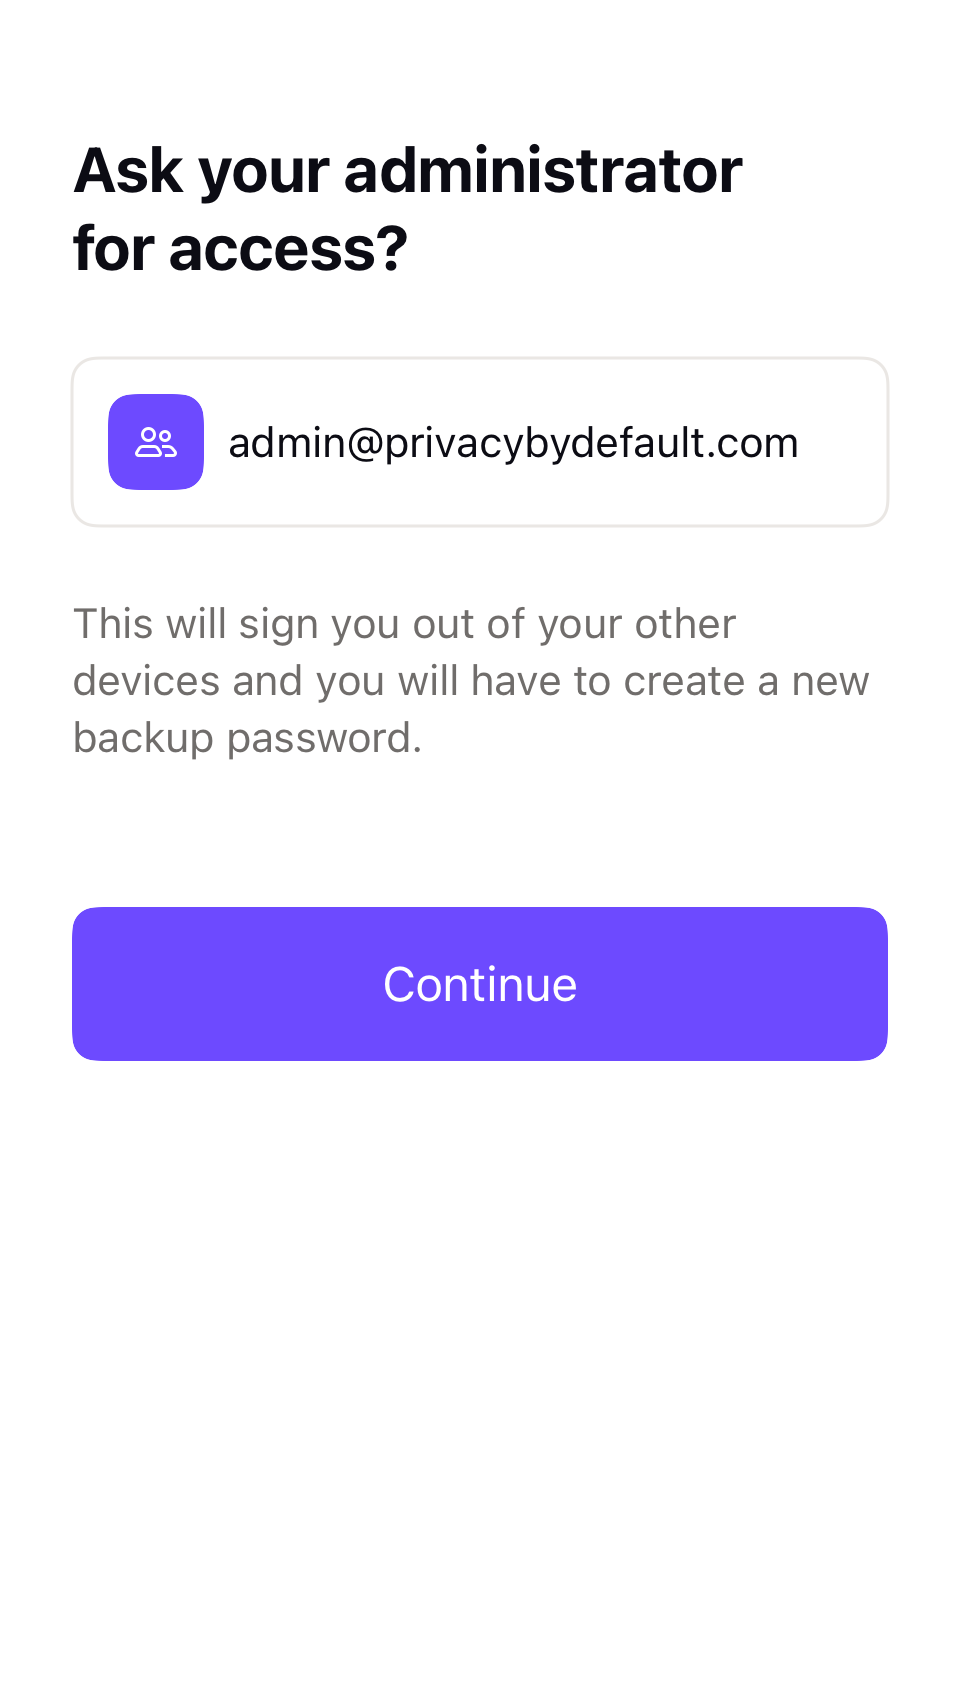 Ask your administrator
for access?
admin@privacybydefault.com
This will sign you out of your other
devices and you will have to create a new
backup password.
Continue